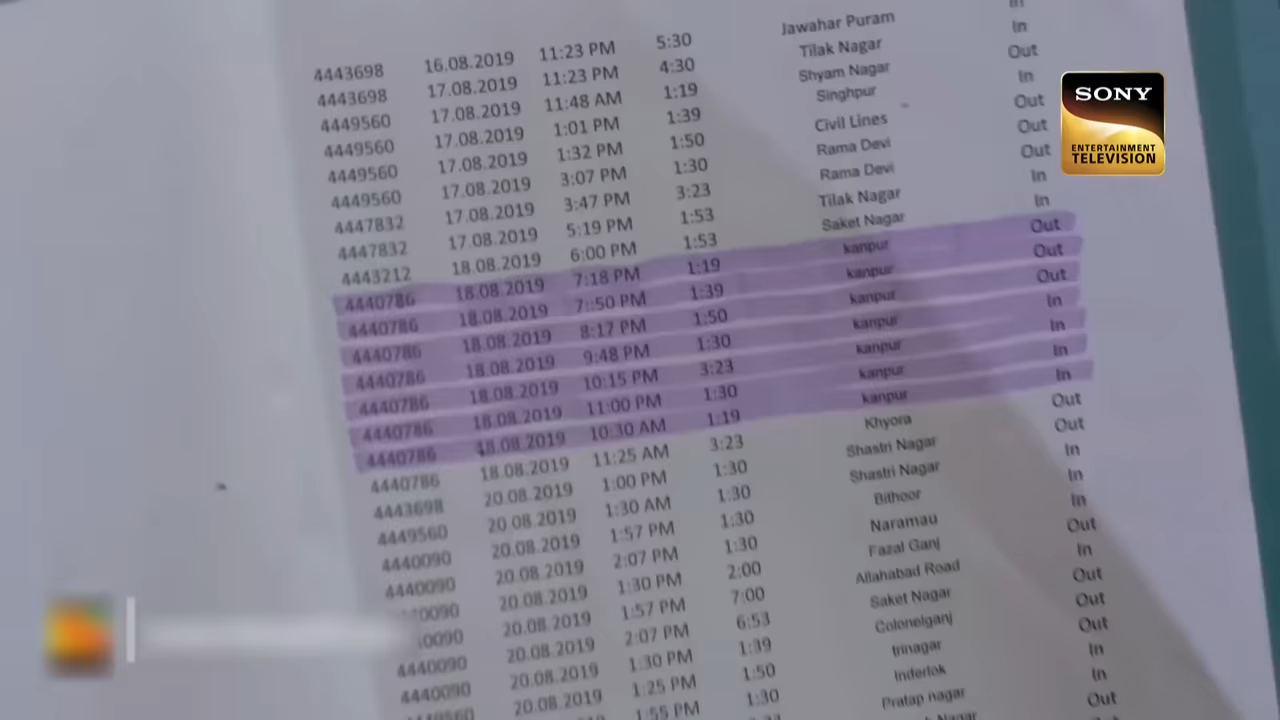 4443698 16.08.2019 11:23 PM 5:30 Jawahar Puram In
4443698 17.08.2019 11:23 PM 4:30 Tilak Nagar In
4449560 17.08.2019 11:48 AM 1:19 Shyam Nagar Out
4449560 17.08.2019 1:01 PM 1:39 Singhpur In
4449560 17.08.2019 1:32 PM 1:50 Civil Lines Out
4449560 17.08.2019 3:07 PM 1:30 Rama Devi Out
4447832 17.08.2019 3:47 PM 3:23 Rama Devi Out
4447832 17.08.2019 5:19 PM 1:53 Tilak Nagar In
4443212 18.08.2019 6:00 PM 1:53 Saket Nagar In
4440786 18.08.2019 7:18 PM 1:19 kanpur Out
4440786 18.08.2019 7::50 PM 1:39 kanpur Out
4440786 18.08.2019 8:17 PM 1:50 kanpur Out
4440786 18.08.2019 9:48 PM 1:30 kanpur In
4440786 18.08.2019 10:15 PM 3:23 kanpur In
4440786 18.08.2019 11:00 PM 1:30 kanpur In
4440786 18.08.2019 10:30 AM 1:19 kanpur In
4440786 18.08.2019 11:25 AM 3:23 Khyora Out
4443698 20.08.2019 1:00 PM 1:30 Shastri Nagar Out
4449560 20.08.2019 1:30 AM 1:30 Shastri Nagar In
4440090 20.08.2019 1:57 PM 1:30 Bithoor In
4440090 20.08.2019 2:07 PM 1:30 Naramau In
0090 20.08.2019 1:30 PM 2:00 Fazal Ganj Out
0090 20.08.2019 1:57 PM 7:00 Allahabad Road In
4440090 20.08.2019 2:07 PM 6:53 Saket Nagar Out
4440090 20.08.2019 1:30 PM 1:39 Colonelganj Out
4449560 20.08.2019 1:25 PM 1:50 trinagar Out
1:55 PM 1:30 Inderlok In
Pratap nagar In
Nagar Out
SONY
ENTERTAINMENT
TELEVISION